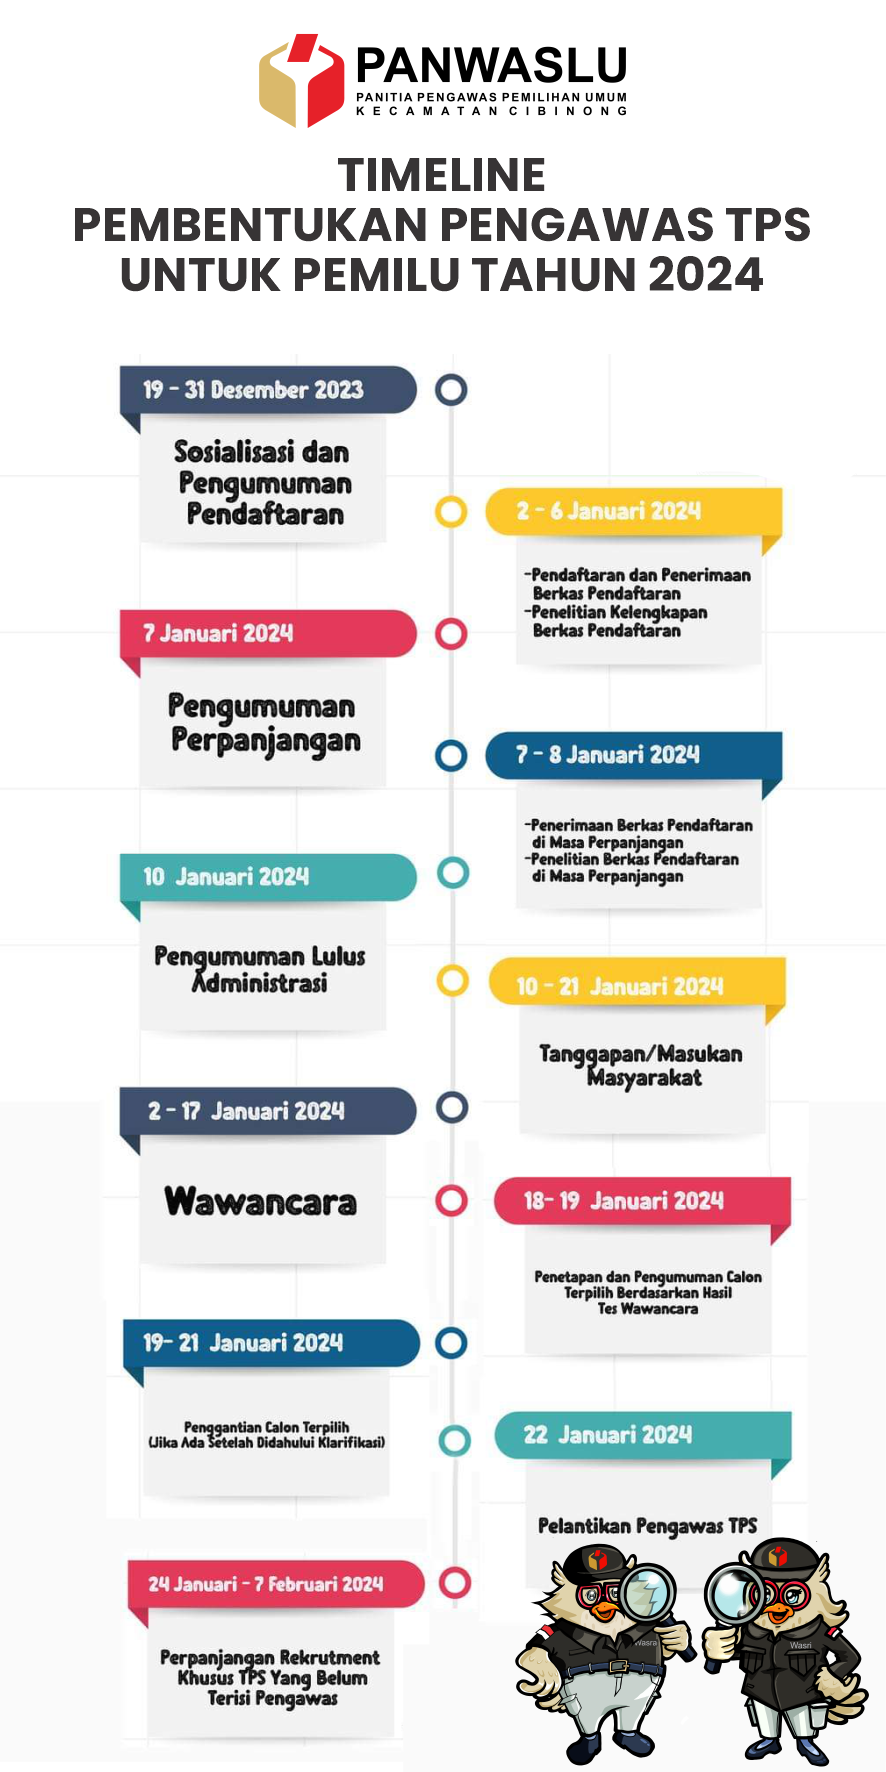 PANWASLU
PANITIA PENGAWAS PEMILIHAN UMUM
KECAMATAN CIBINONG
TIMELINE
PEMBENTUKAN PENGAWAS TPS
UNTUK PEMILU TAHUN 2024
19 - 31 Desember 2023
Sosialisasi dan
Pengumuman
Pendaftaran
2 - 6 Januari 2024
-Pendaftaran dan Penerimaan
Berkas Pendaftaran
-Penelitian Kelengkapan
Berkas Pendaftaran
7 Januari 2024
Pengumuman
Perpanjangan
7 - 8 Januari 2024
-Penerimaan Berkas Pendaftaran
di Masa Perpanjangan
-Penelitian Berkas Pendaftaran
di Masa Perpanjangan
10 Januari 2024
Pengumuman Lulus
Administrasi
10 - 21 Januari 2024
Tanggapan/Masukan
Masyarakat
2 - 17 Januari 2024
Wawancara
18- 19 Januari 2024
Penetapan dan Pengumuman Calon
Terpilih Berdasarkan Hasil
Tes Wawancara
19- 21 Januari 2024
Penggantian Calon Terpilih
(Jika Ada Setelah Didahului Klarifikasi)
22 Januari 2024
Pelantikan Pengawas TPS
24 Januari - 7 Februari 2024
Perpanjangan Rekrutment
Khusus TPS Yang Belum
Terisi Pengawas
Wasra
Wasri